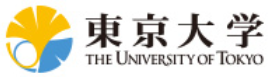 東京大学
THE UNIVERSITY OF TOKYO